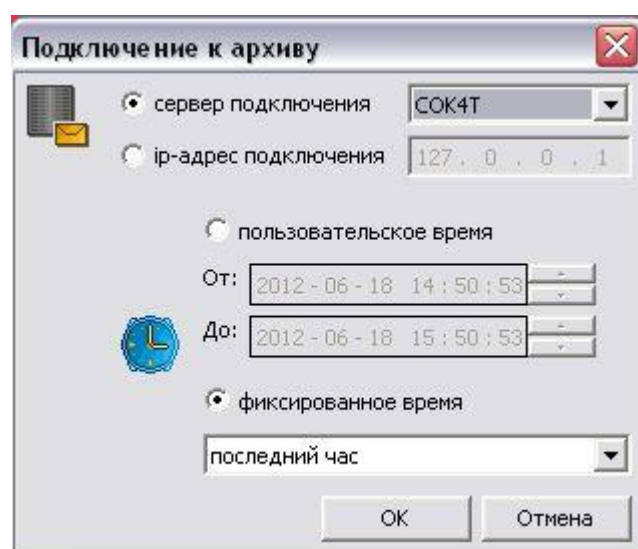 Подключение к архиву
сервер подключения СОК4Т
ip-адрес подключения 127 . 0 . 0 . 1
пользовательское время
От: 2012 - 06 - 18 14 : 50 : 53
До: 2012 - 06 - 18 15 : 50 : 53
фиксированное время
последний час
ОК Отмена